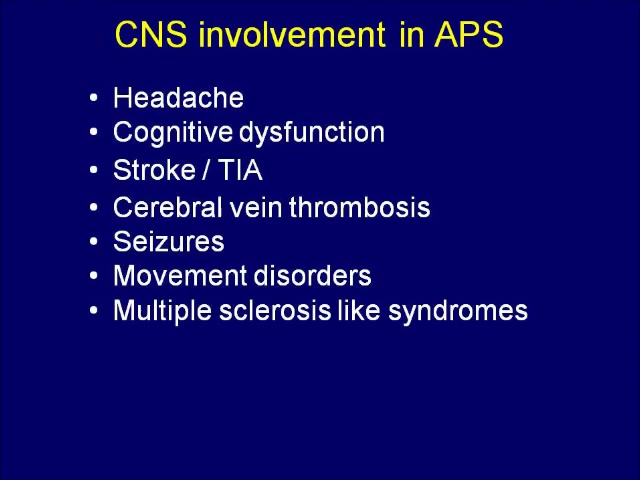 CNS involvement in APS
• Headache
• Cognitive dysfunction
• Stroke / TIA
• Cerebral vein thrombosis
• Seizures
• Movement disorders
• Multiple sclerosis like syndromes